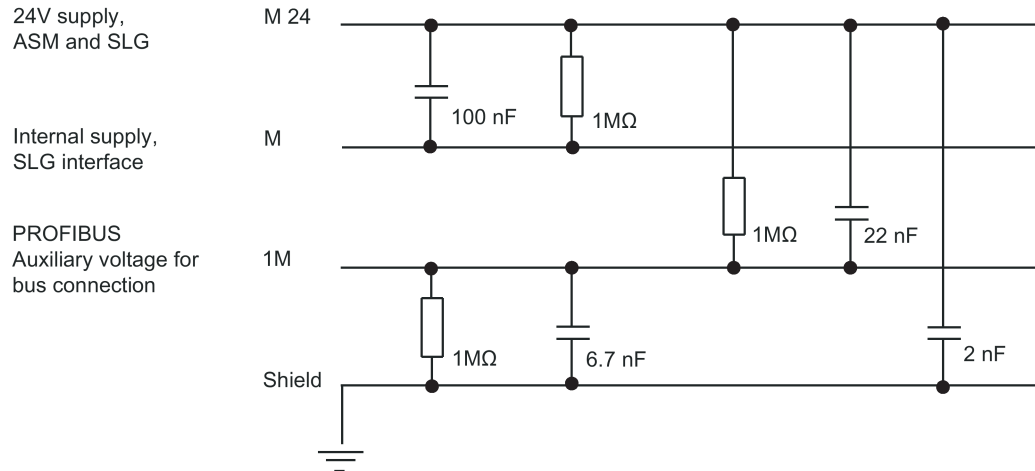 24V supply,
ASM and SLG
M 24
100 nF
1MΩ
Internal supply,
SLG interface
M
1MΩ
22 nF
PROFIBUS
Auxiliary voltage for
bus connection
1M
1MΩ
6.7 nF
2 nF
Shield